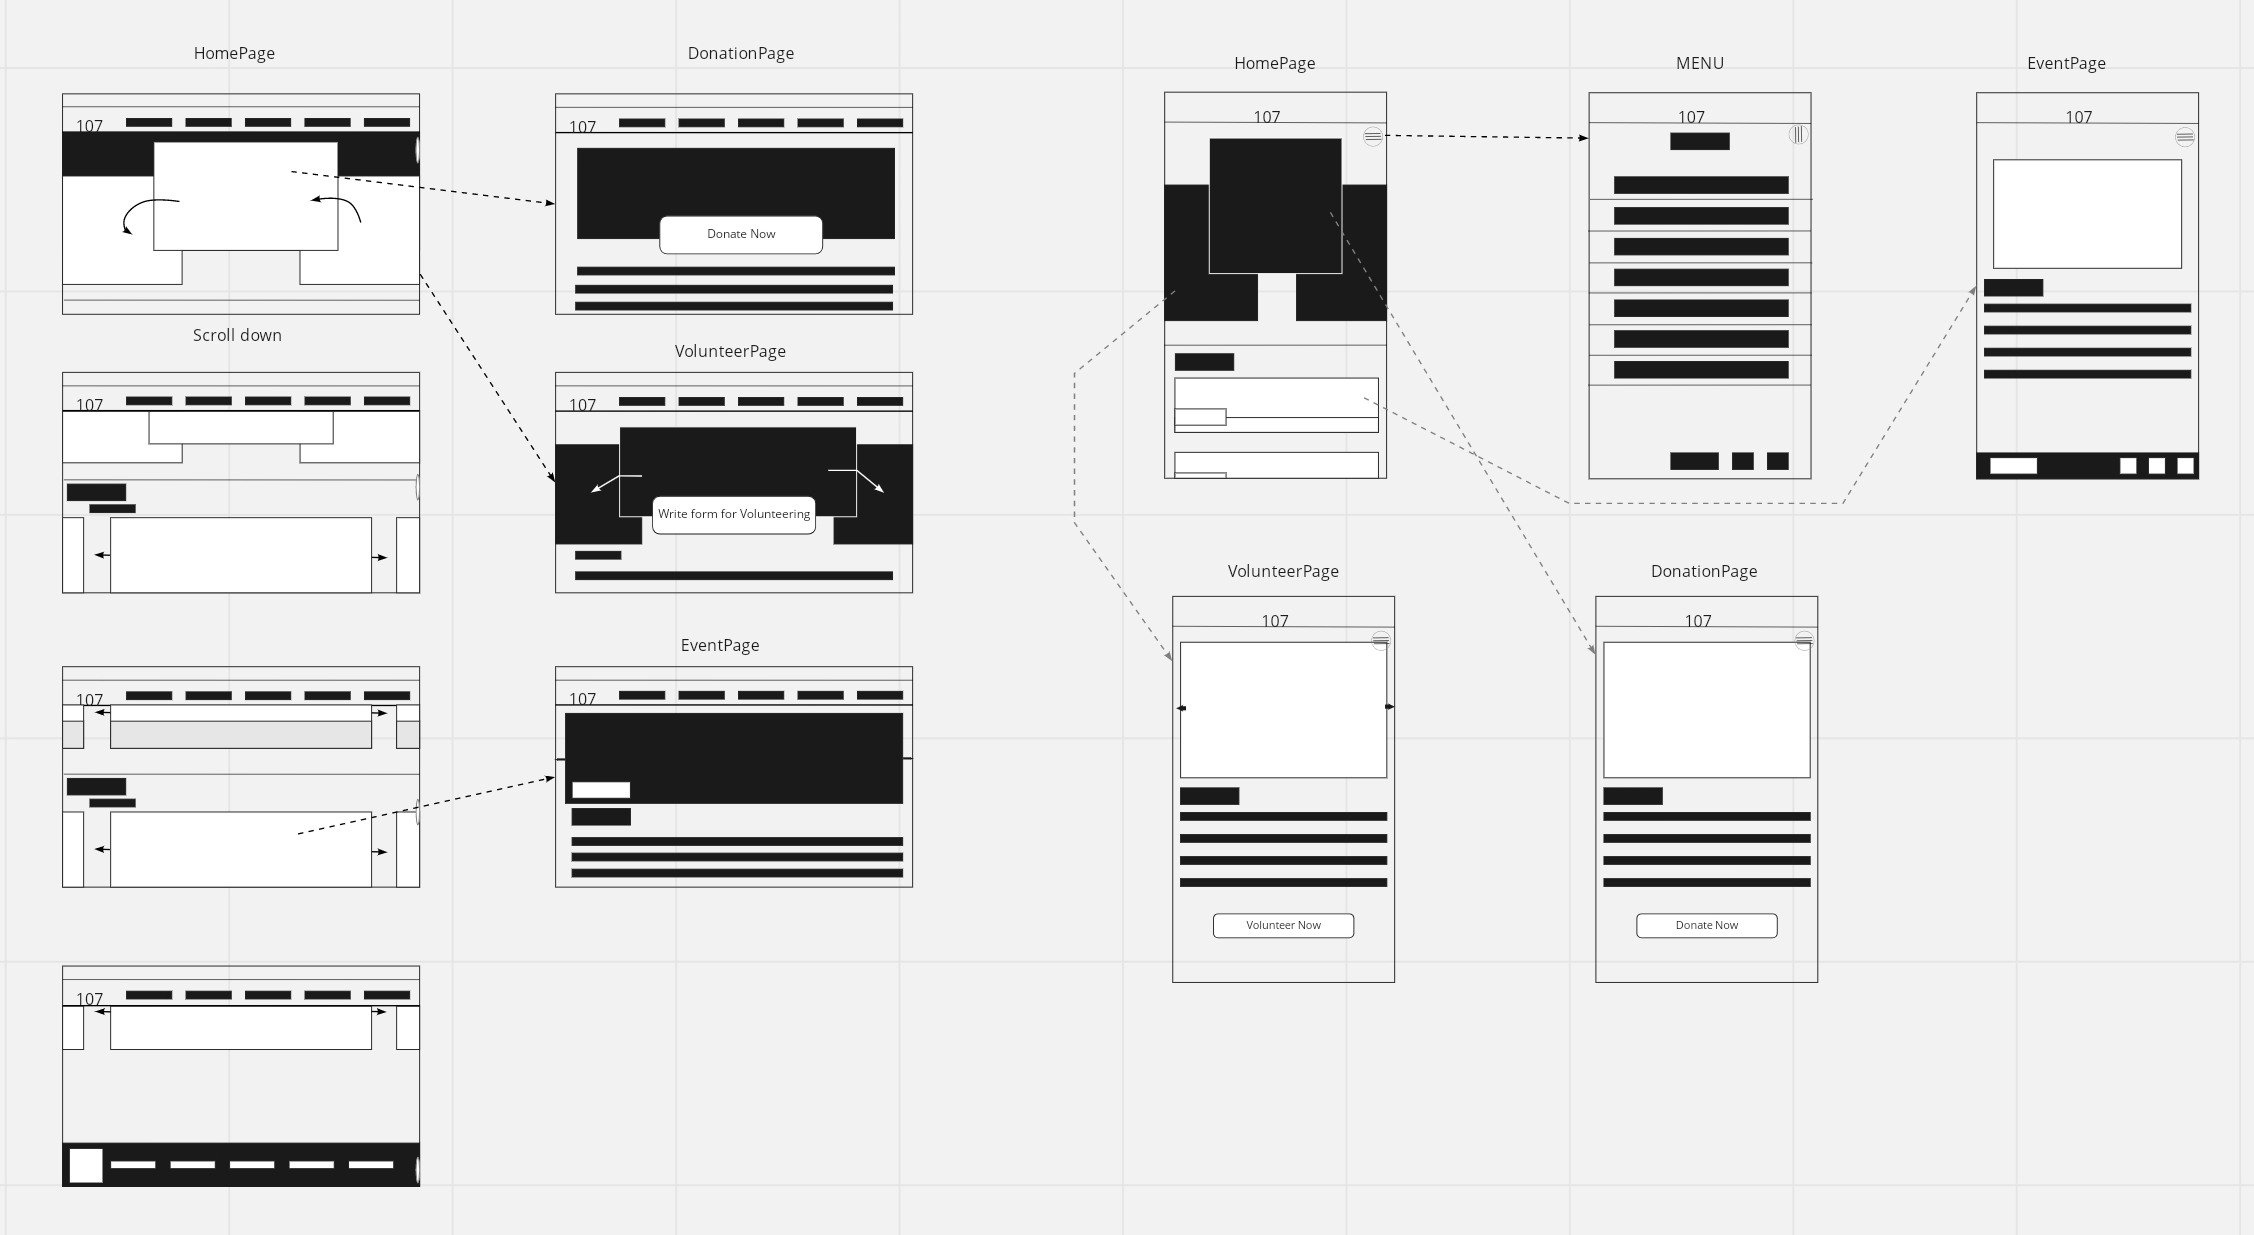 HomePage
DonationPage
107
107
Donate Now
Scroll down
VolunteerPage
107
107
Write form for Volunteering
EventPage
107
107
107
HomePage
MENU
EventPage
107
107
107
VolunteerPage
DonationPage
107
107
Volunteer Now
Donate Now